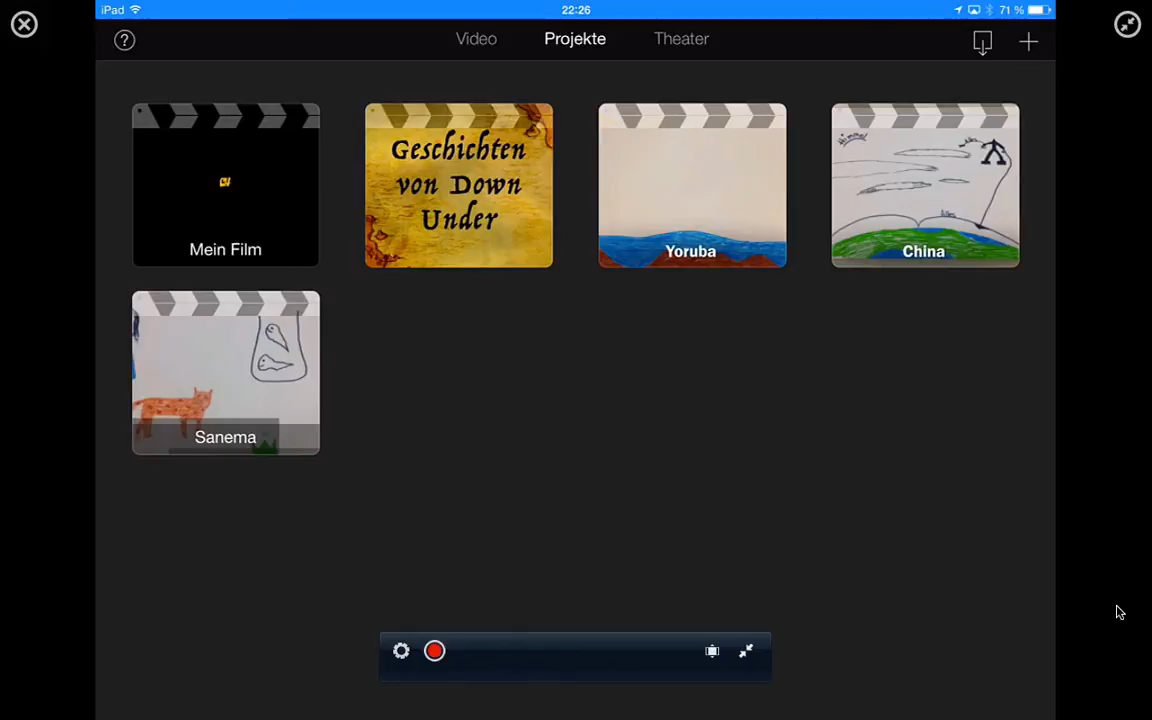 iPad 22:26 71 %
? Video Projekte Theater
Mein Film
Geschichten
von Down
Under
Yoruba
China
Sanema